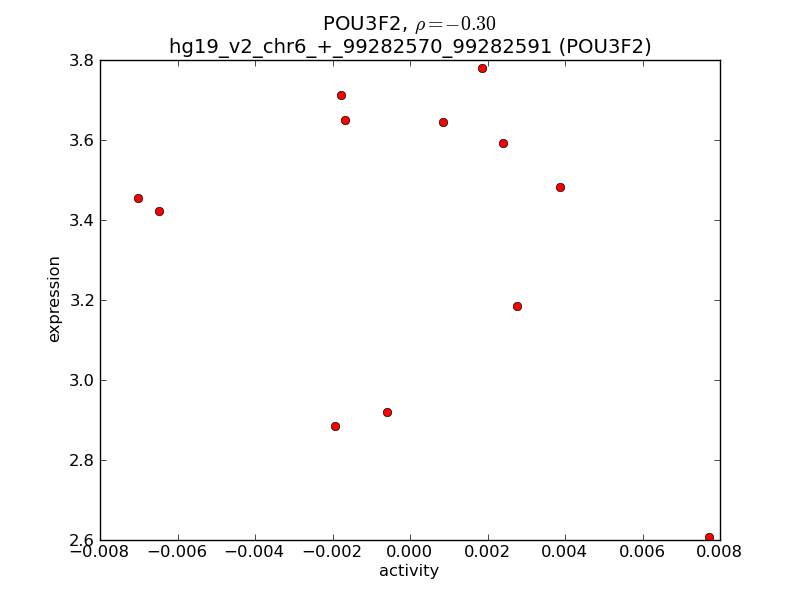 POU3F2, ρ=−0.30
hg19_v2_chr6_+_99282570_99282591 (POU3F2)
3.8
3.6
3.4
3.2
3.0
2.8
2.6
expression
−0.008 −0.006 −0.004 −0.002 0.000 0.002 0.004 0.006 0.008
activity